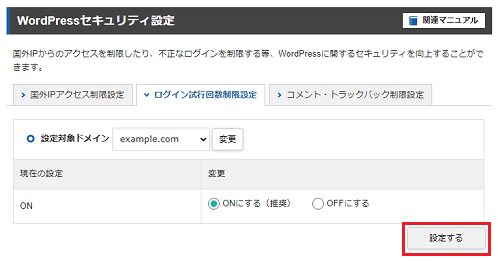 WordPressセキュリティ設定
関連マニュアル
国外IPからのアクセスを制限したり、不正なログインを制限する等、WordPressに関するセキュリティを向上することがで
きます。
国外IPアクセス制限設定
ログイン試行回数制限設定
コメント・トラックバック制限設定
設定対象ドメイン example.com 変更
現在の設定 変更
ON ONにする（推奨） OFFにする
設定する